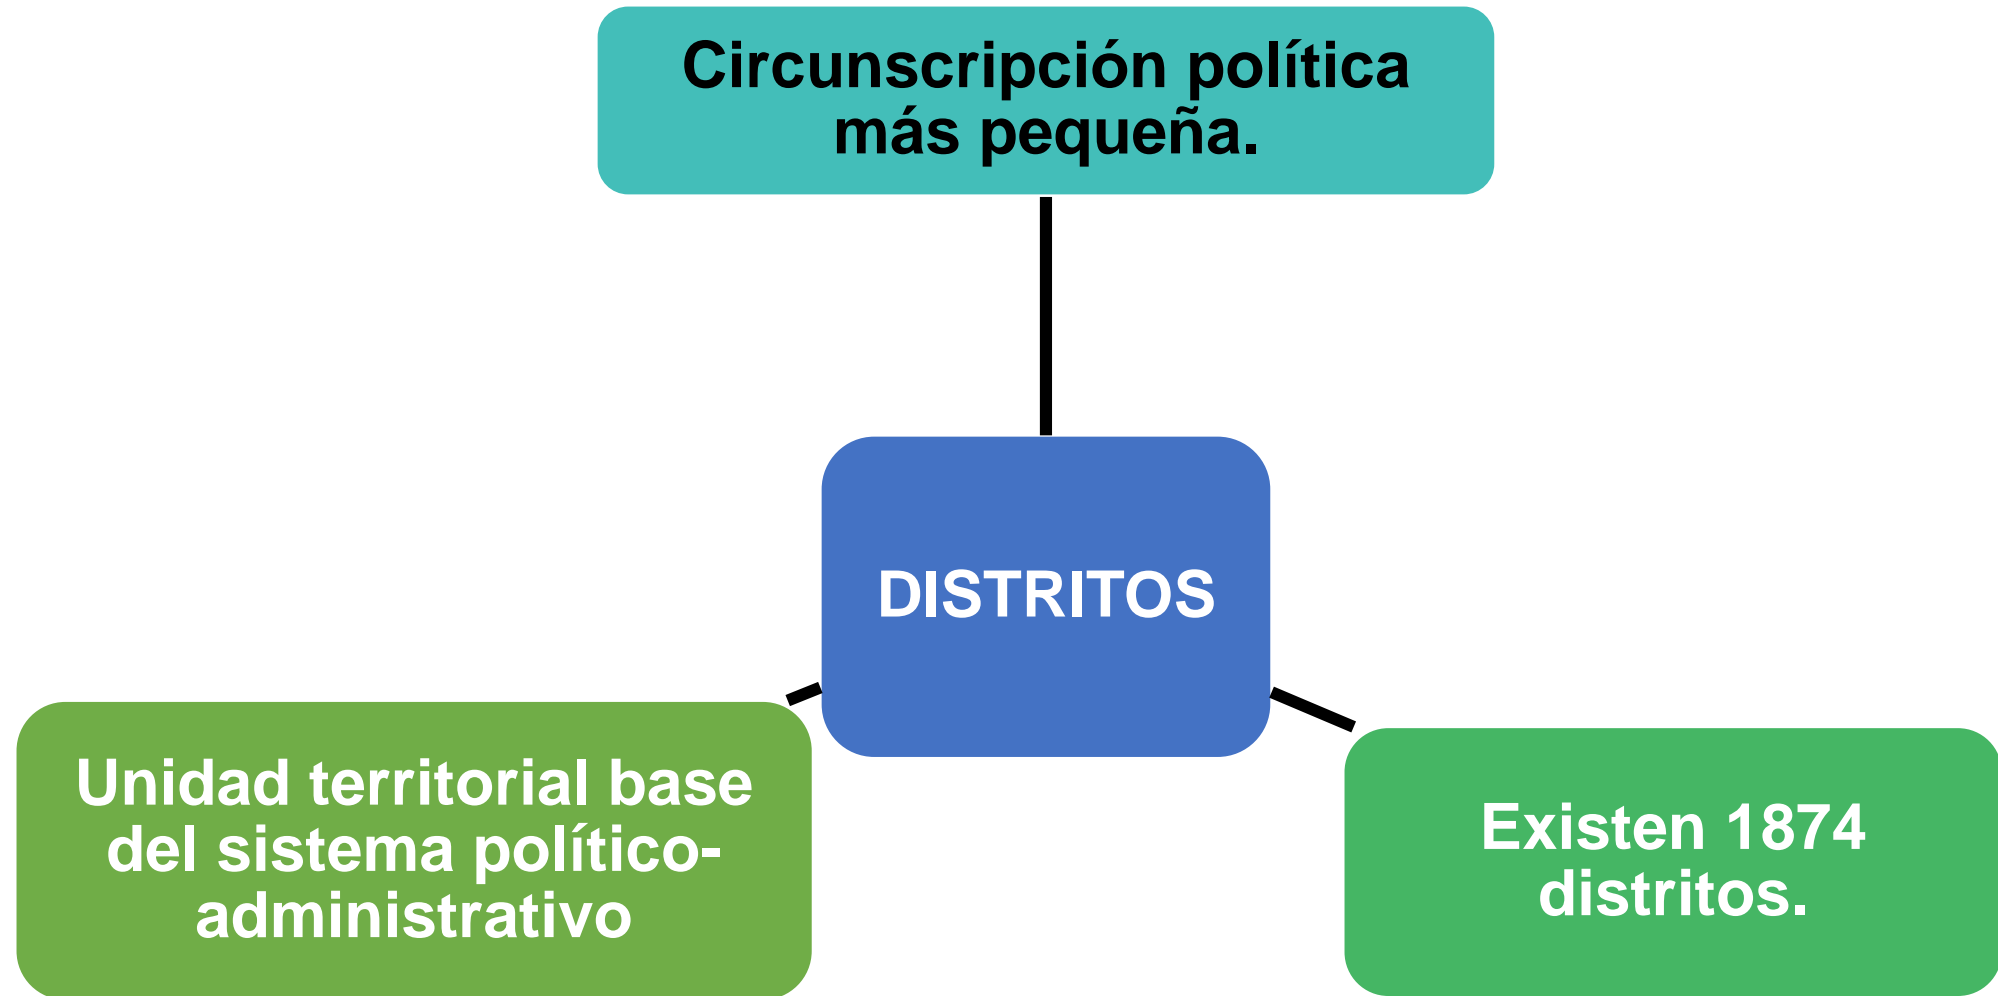 Circunscripción política
más pequeña.
DISTRITOS
Unidad territorial base
del sistema político-
administrativo
Existen 1874
distritos.